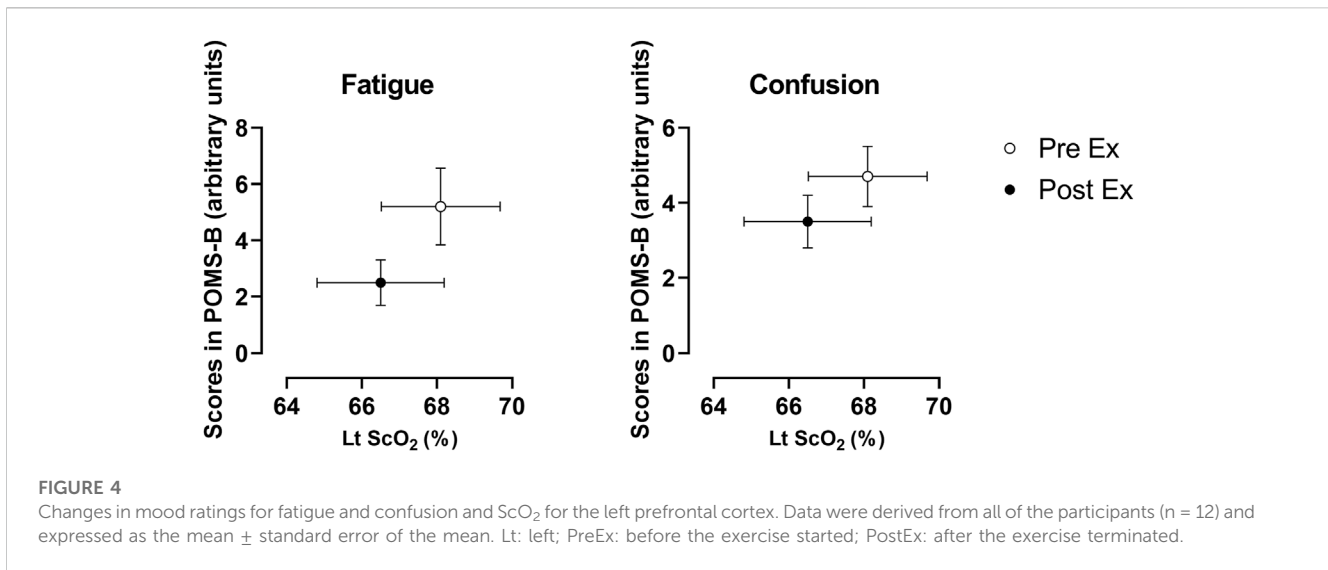 Fatigue
Scores in POMS-B (arbitrary units)
8
6
4
2
0
64 66 68 70
Lt ScO₂ (%)
Confusion
Scores in POMS-B (arbitrary units)
6
4
2
0
64 66 68 70
Lt ScO₂ (%)
Pre Ex
Post Ex
FIGURE 4
Changes in mood ratings for fatigue and confusion and ScO₂ for the left prefrontal cortex. Data were derived from all of the participants (n = 12) and
expressed as the mean ± standard error of the mean. Lt: left; PreEx: before the exercise started; PostEx: after the exercise terminated.